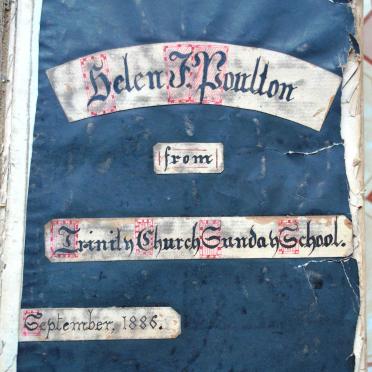 Helen F. Poulton
from
Trinity Church Sunday School.
September, 1886.